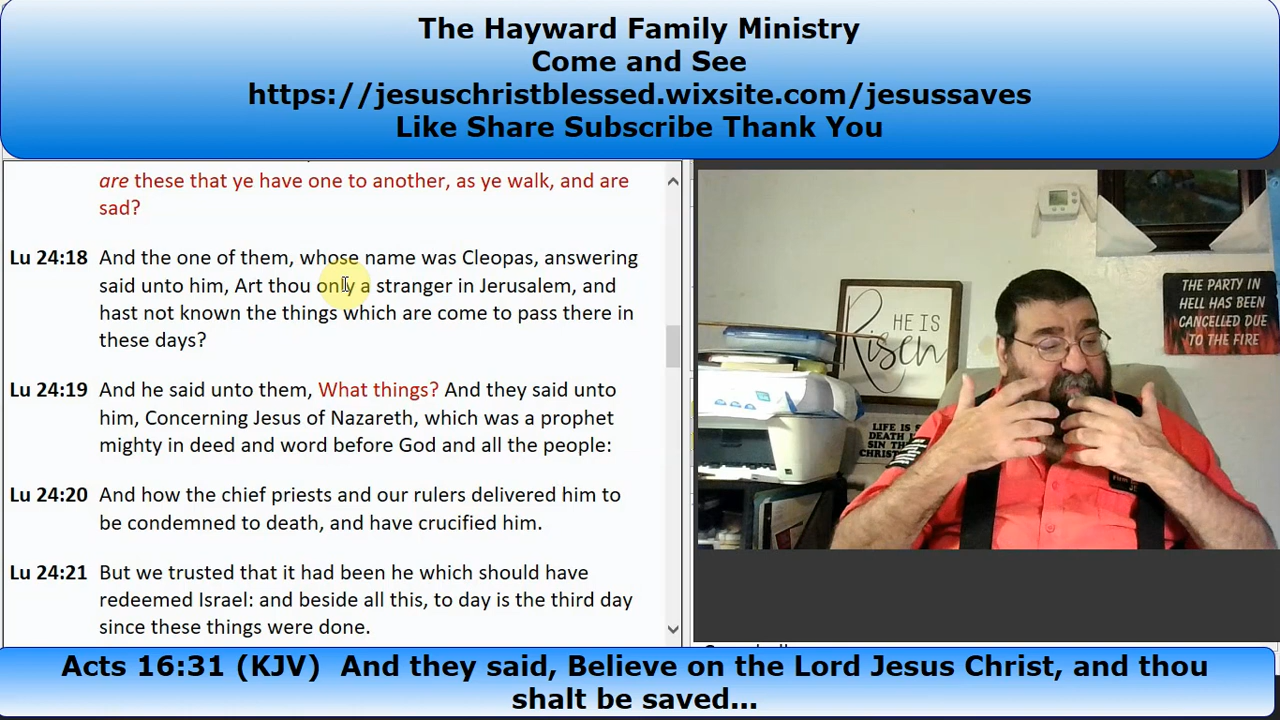 The Hayward Family Ministry
Come and See
https://jesuschristblessed.wixsite.com/jesussaves
Like Share Subscribe Thank You
are these that ye have one to another, as ye walk, and are
sad?
Lu 24:18 And the one of them, whose name was Cleopas, answering
said unto him, Art thou only a stranger in Jerusalem, and
hast not known the things which are come to pass there in
these days?
Lu 24:19 And he said unto them, What things? And they said unto
him, Concerning Jesus of Nazareth, which was a prophet
mighty in deed and word before God and all the people:
Lu 24:20 And how the chief priests and our rulers delivered him to
be condemned to death, and have crucified him.
Lu 24:21 But we trusted that it had been he which should have
redeemed Israel: and beside all this, to day is the third day
since these things were done.
HE IS
Risen
LIFE IS
DEATH
SIN TH
CHRIST
THE PARTY IN
HELL HAS BEEN
CANCELLED DUE
TO THE FIRE
Acts 16:31 (KJV) And they said, Believe on the Lord Jesus Christ, and thou
shalt be saved...